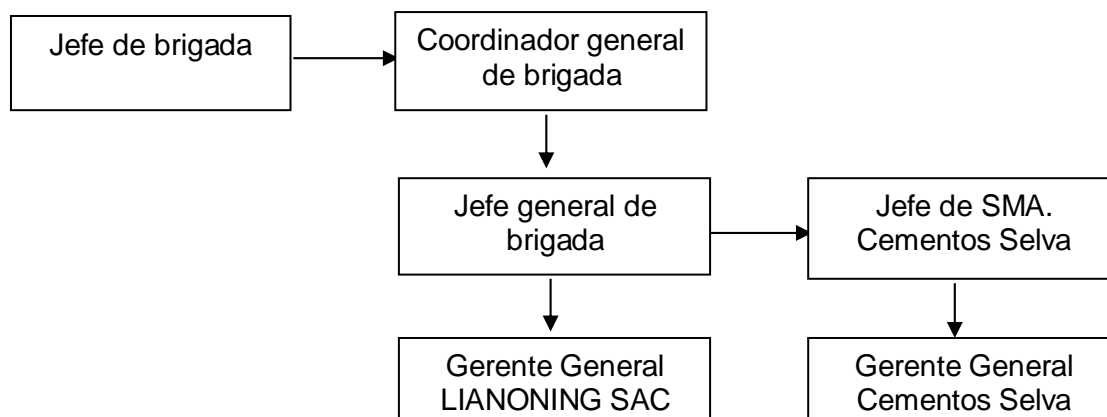 Jefe de brigada
Coordinador general
de brigada
Jefe general de
brigada
Jefe de SMA.
Cementos Selva
Gerente General
LIANONING SAC
Gerente General
Cementos Selva